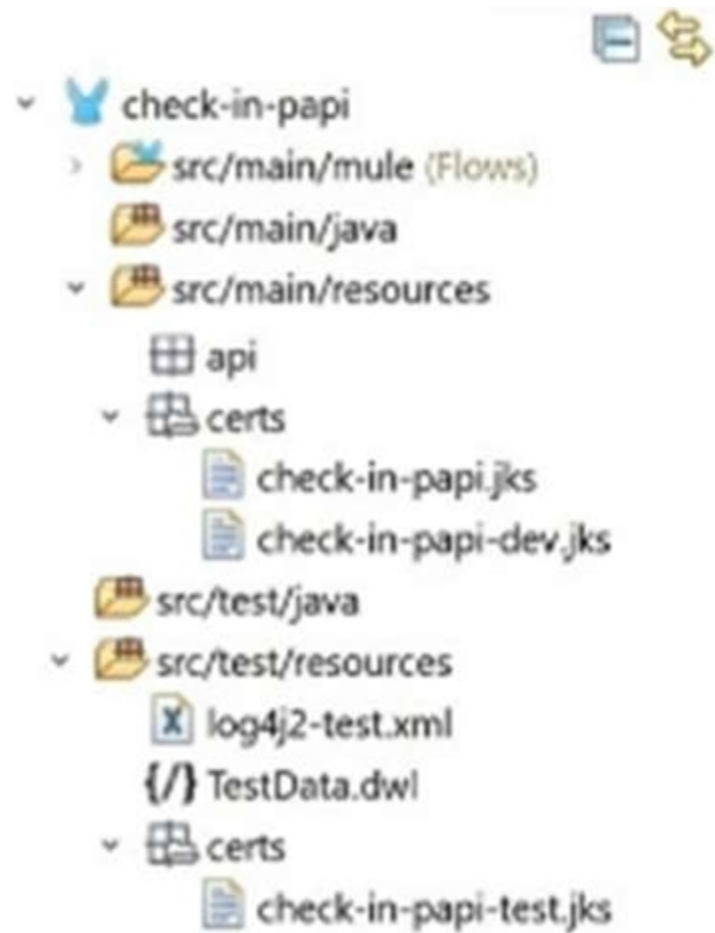 check-in-papi
src/main/mule (Flows)
src/main/java
src/main/resources
api
certs
check-in-papi.jks
check-in-papi-dev.jks
src/test/java
src/test/resources
log4j2-test.xml
{/} TestData.dwl
certs
check-in-papi-test.jks